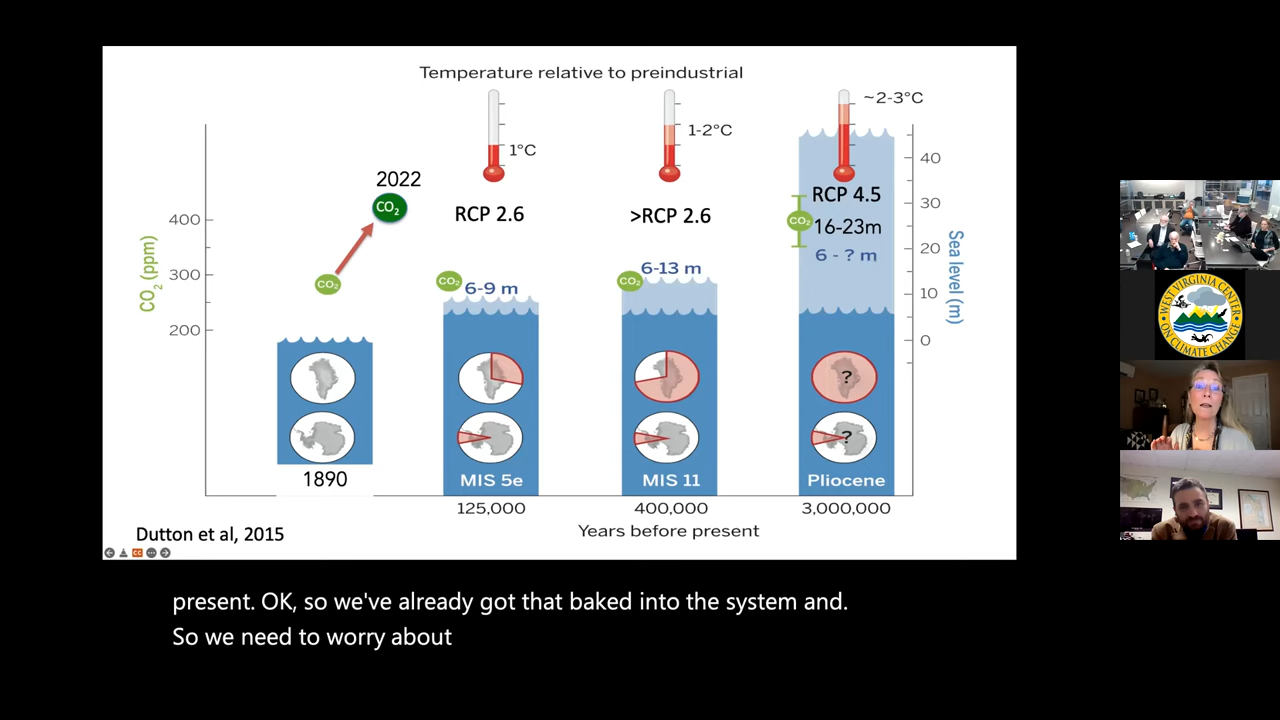 Temperature relative to preindustrial
~2-3°C
1-2°C
1°C
2022
CO2
400
300
200
CO2 (ppm)
CO2
RCP 2.6
>RCP 2.6
RCP 4.5
16-23m
6 - ? m
CO2
6-9 m
CO2
6-13 m
CO2
40
30
20
10
0
Sea level (m)
?
?
1890
MIS 5e
MIS 11
Pliocene
125,000
400,000
3,000,000
Years before present
Dutton et al, 2015
CC
WEST VIRGINIA CENTER
ON CLIMATE CHANGE
present. OK, so we've already got that baked into the system and.
So we need to worry about